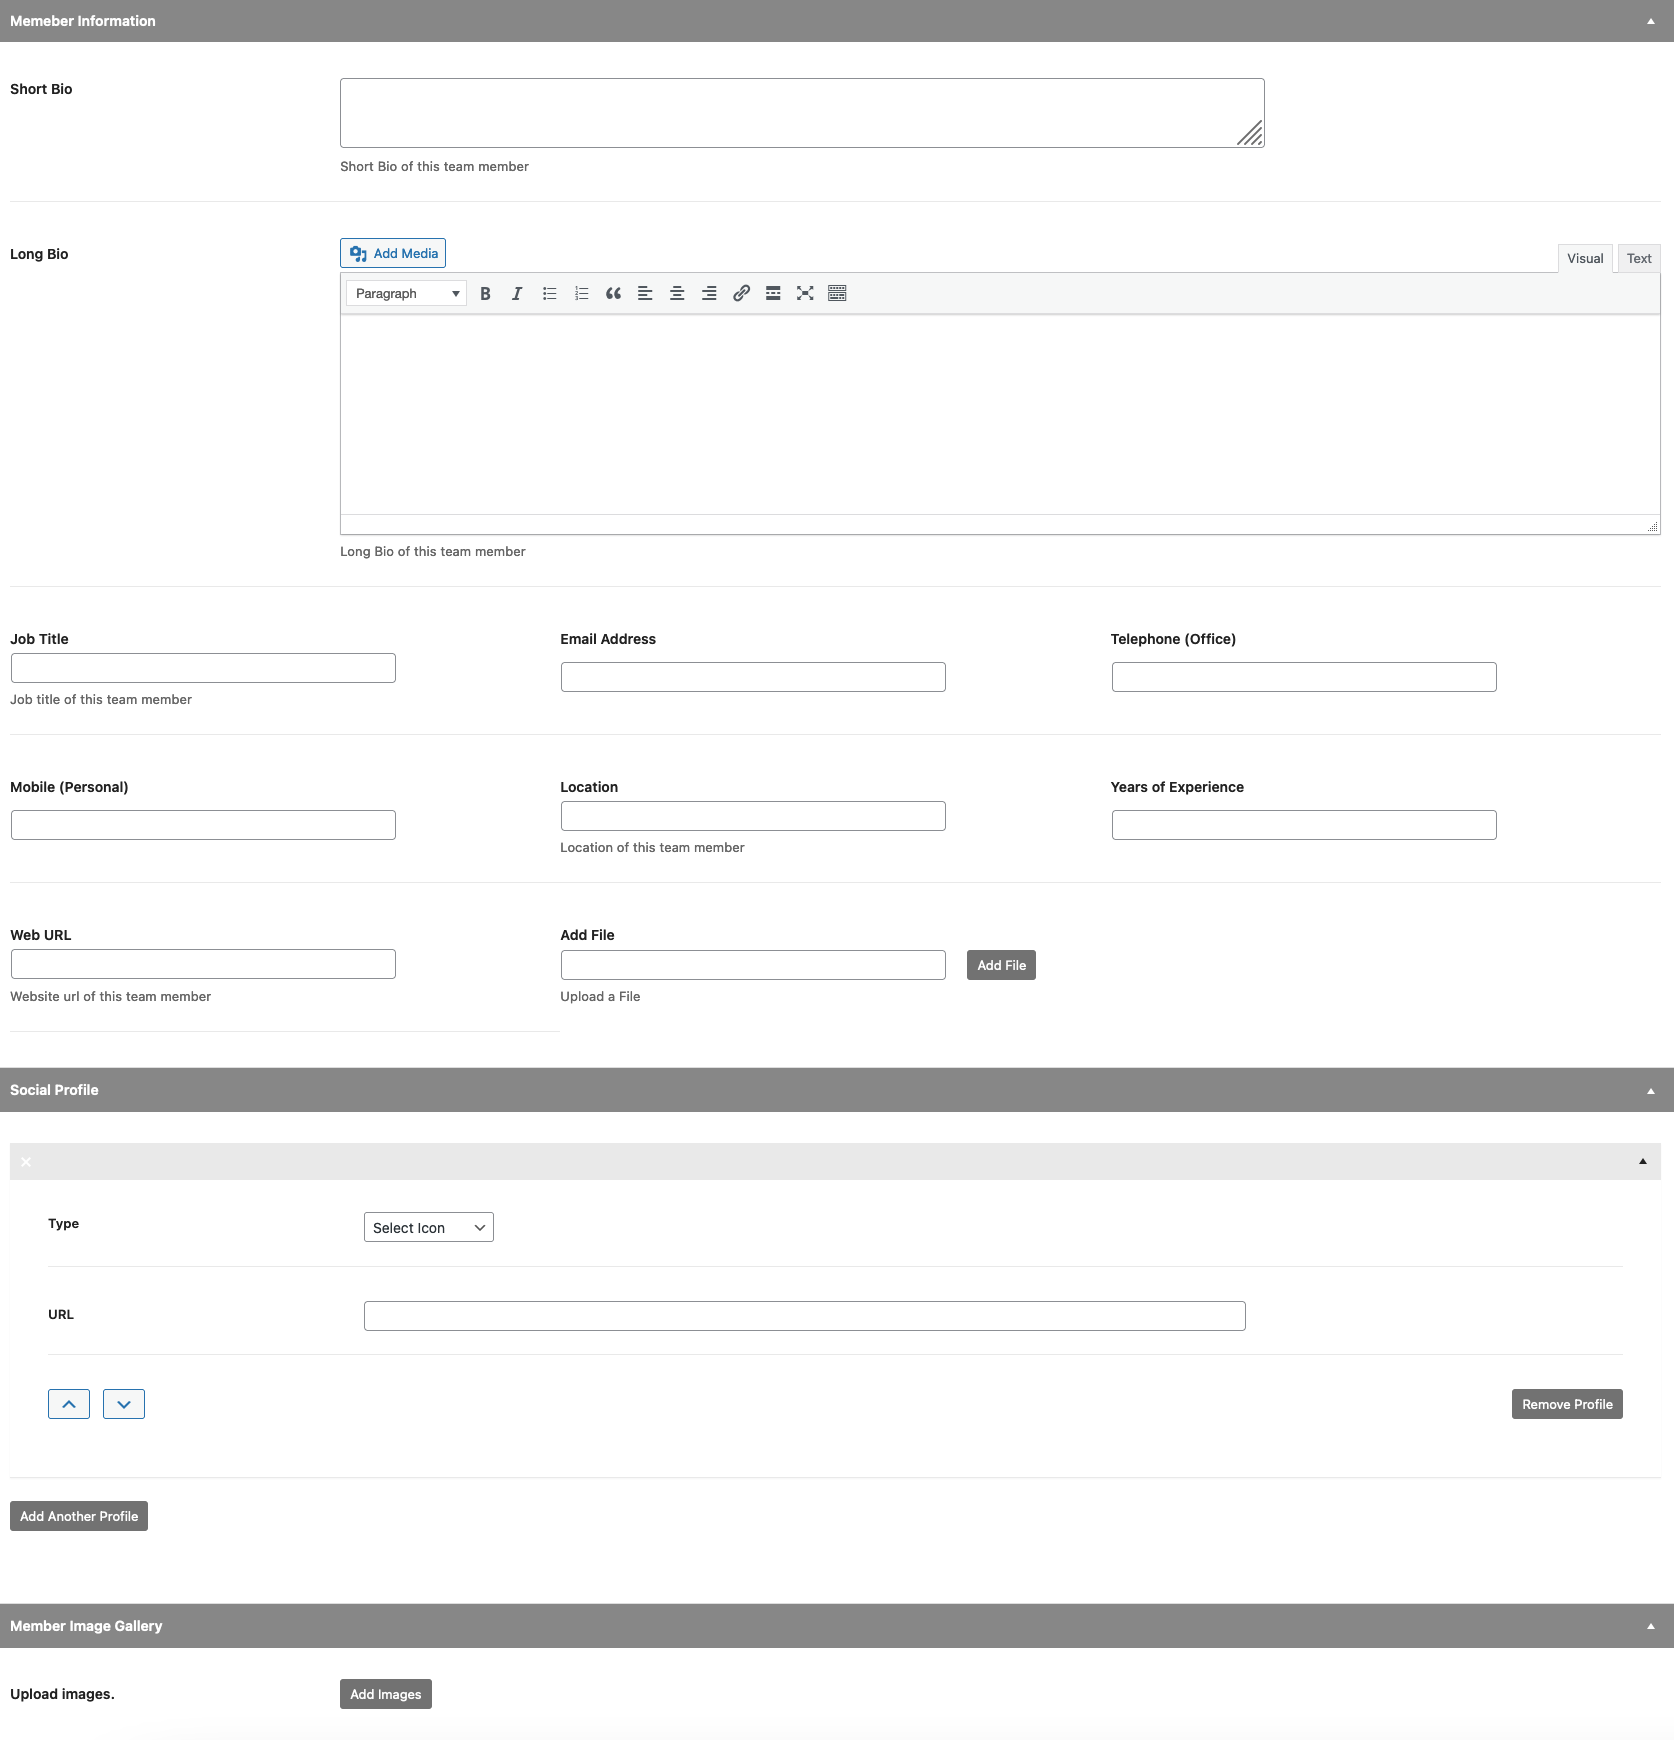 Memeber Information
Short Bio
Short Bio of this team member
Long Bio
Add Media
Visual Text
Paragraph
Long Bio of this team member
Job Title Email Address Telephone (Office)
Job title of this team member
Mobile (Personal) Location Years of Experience
Location of this team member
Web URL Add File
Add File
Website url of this team member Upload a File
Social Profile
Type Select Icon
URL
Remove Profile
Add Another Profile
Member Image Gallery
Upload images. Add Images